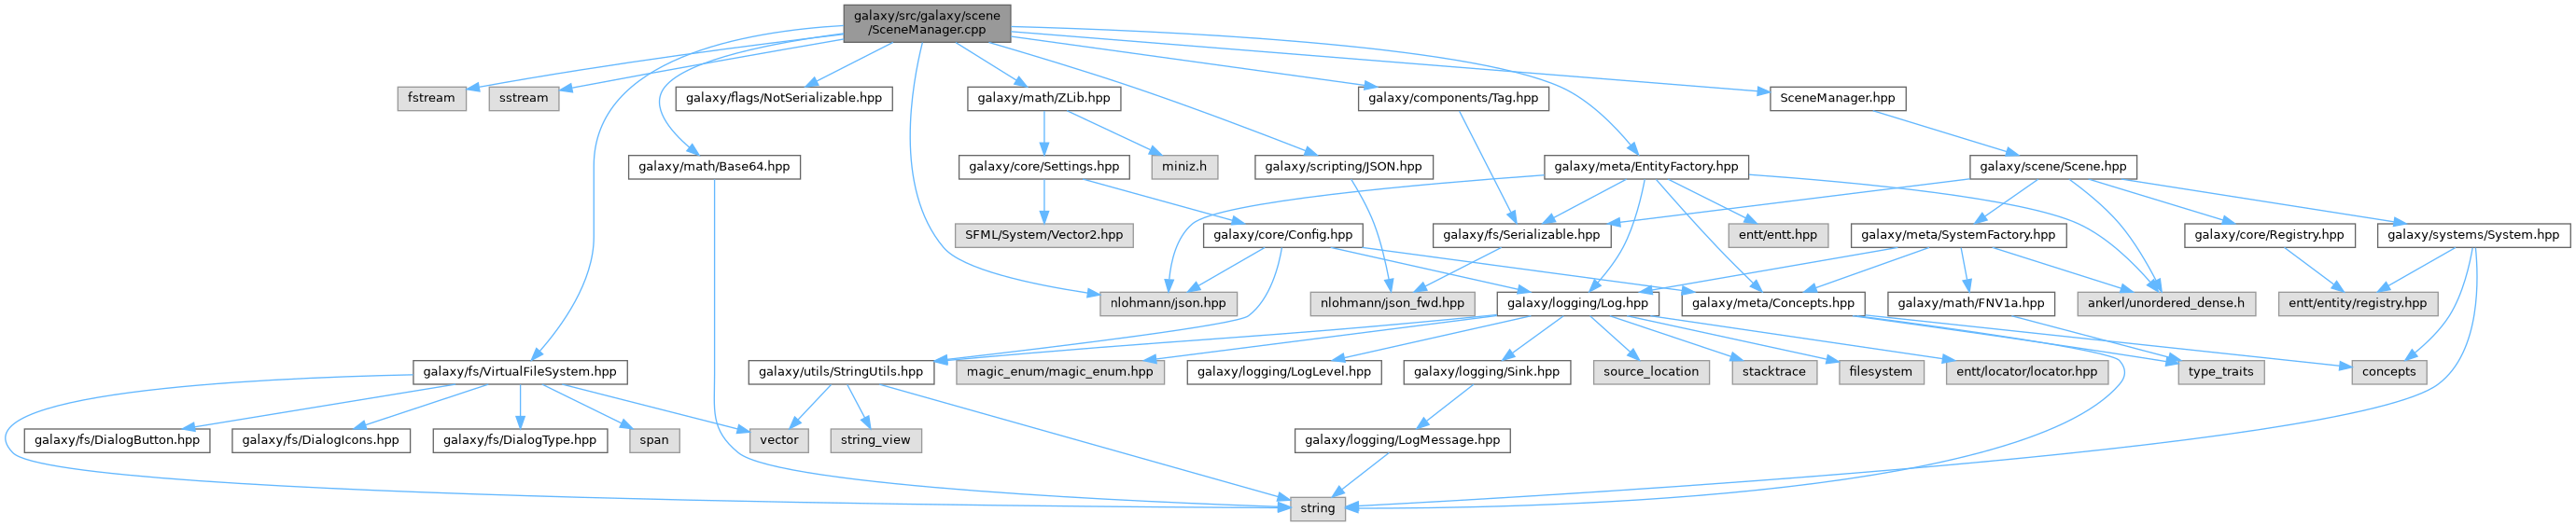 galaxy/src/galaxy/scene
/SceneManager.cpp
fstream
sstream
galaxy/flags/NotSerializable.hpp
galaxy/math/ZLib.hpp
galaxy/components/Tag.hpp
SceneManager.hpp
galaxy/math/Base64.hpp
galaxy/core/Settings.hpp
miniz.h
galaxy/scripting/JSON.hpp
galaxy/meta/EntityFactory.hpp
galaxy/scene/Scene.hpp
SFML/System/Vector2.hpp
galaxy/core/Config.hpp
galaxy/fs/Serializable.hpp
entt/entt.hpp
galaxy/meta/SystemFactory.hpp
galaxy/core/Registry.hpp
galaxy/systems/System.hpp
nlohmann/json.hpp
nlohmann/json_fwd.hpp
galaxy/logging/Log.hpp
galaxy/meta/Concepts.hpp
galaxy/math/FNV1a.hpp
ankerl/unordered_dense.h
entt/entity/registry.hpp
galaxy/fs/VirtualFileSystem.hpp
galaxy/utils/StringUtils.hpp
magic_enum/magic_enum.hpp
galaxy/logging/LogLevel.hpp
galaxy/logging/Sink.hpp
source_location
stacktrace
filesystem
entt/locator/locator.hpp
type_traits
concepts
galaxy/fs/DialogButton.hpp
galaxy/fs/DialogIcons.hpp
galaxy/fs/DialogType.hpp
span
vector
string_view
galaxy/logging/LogMessage.hpp
string